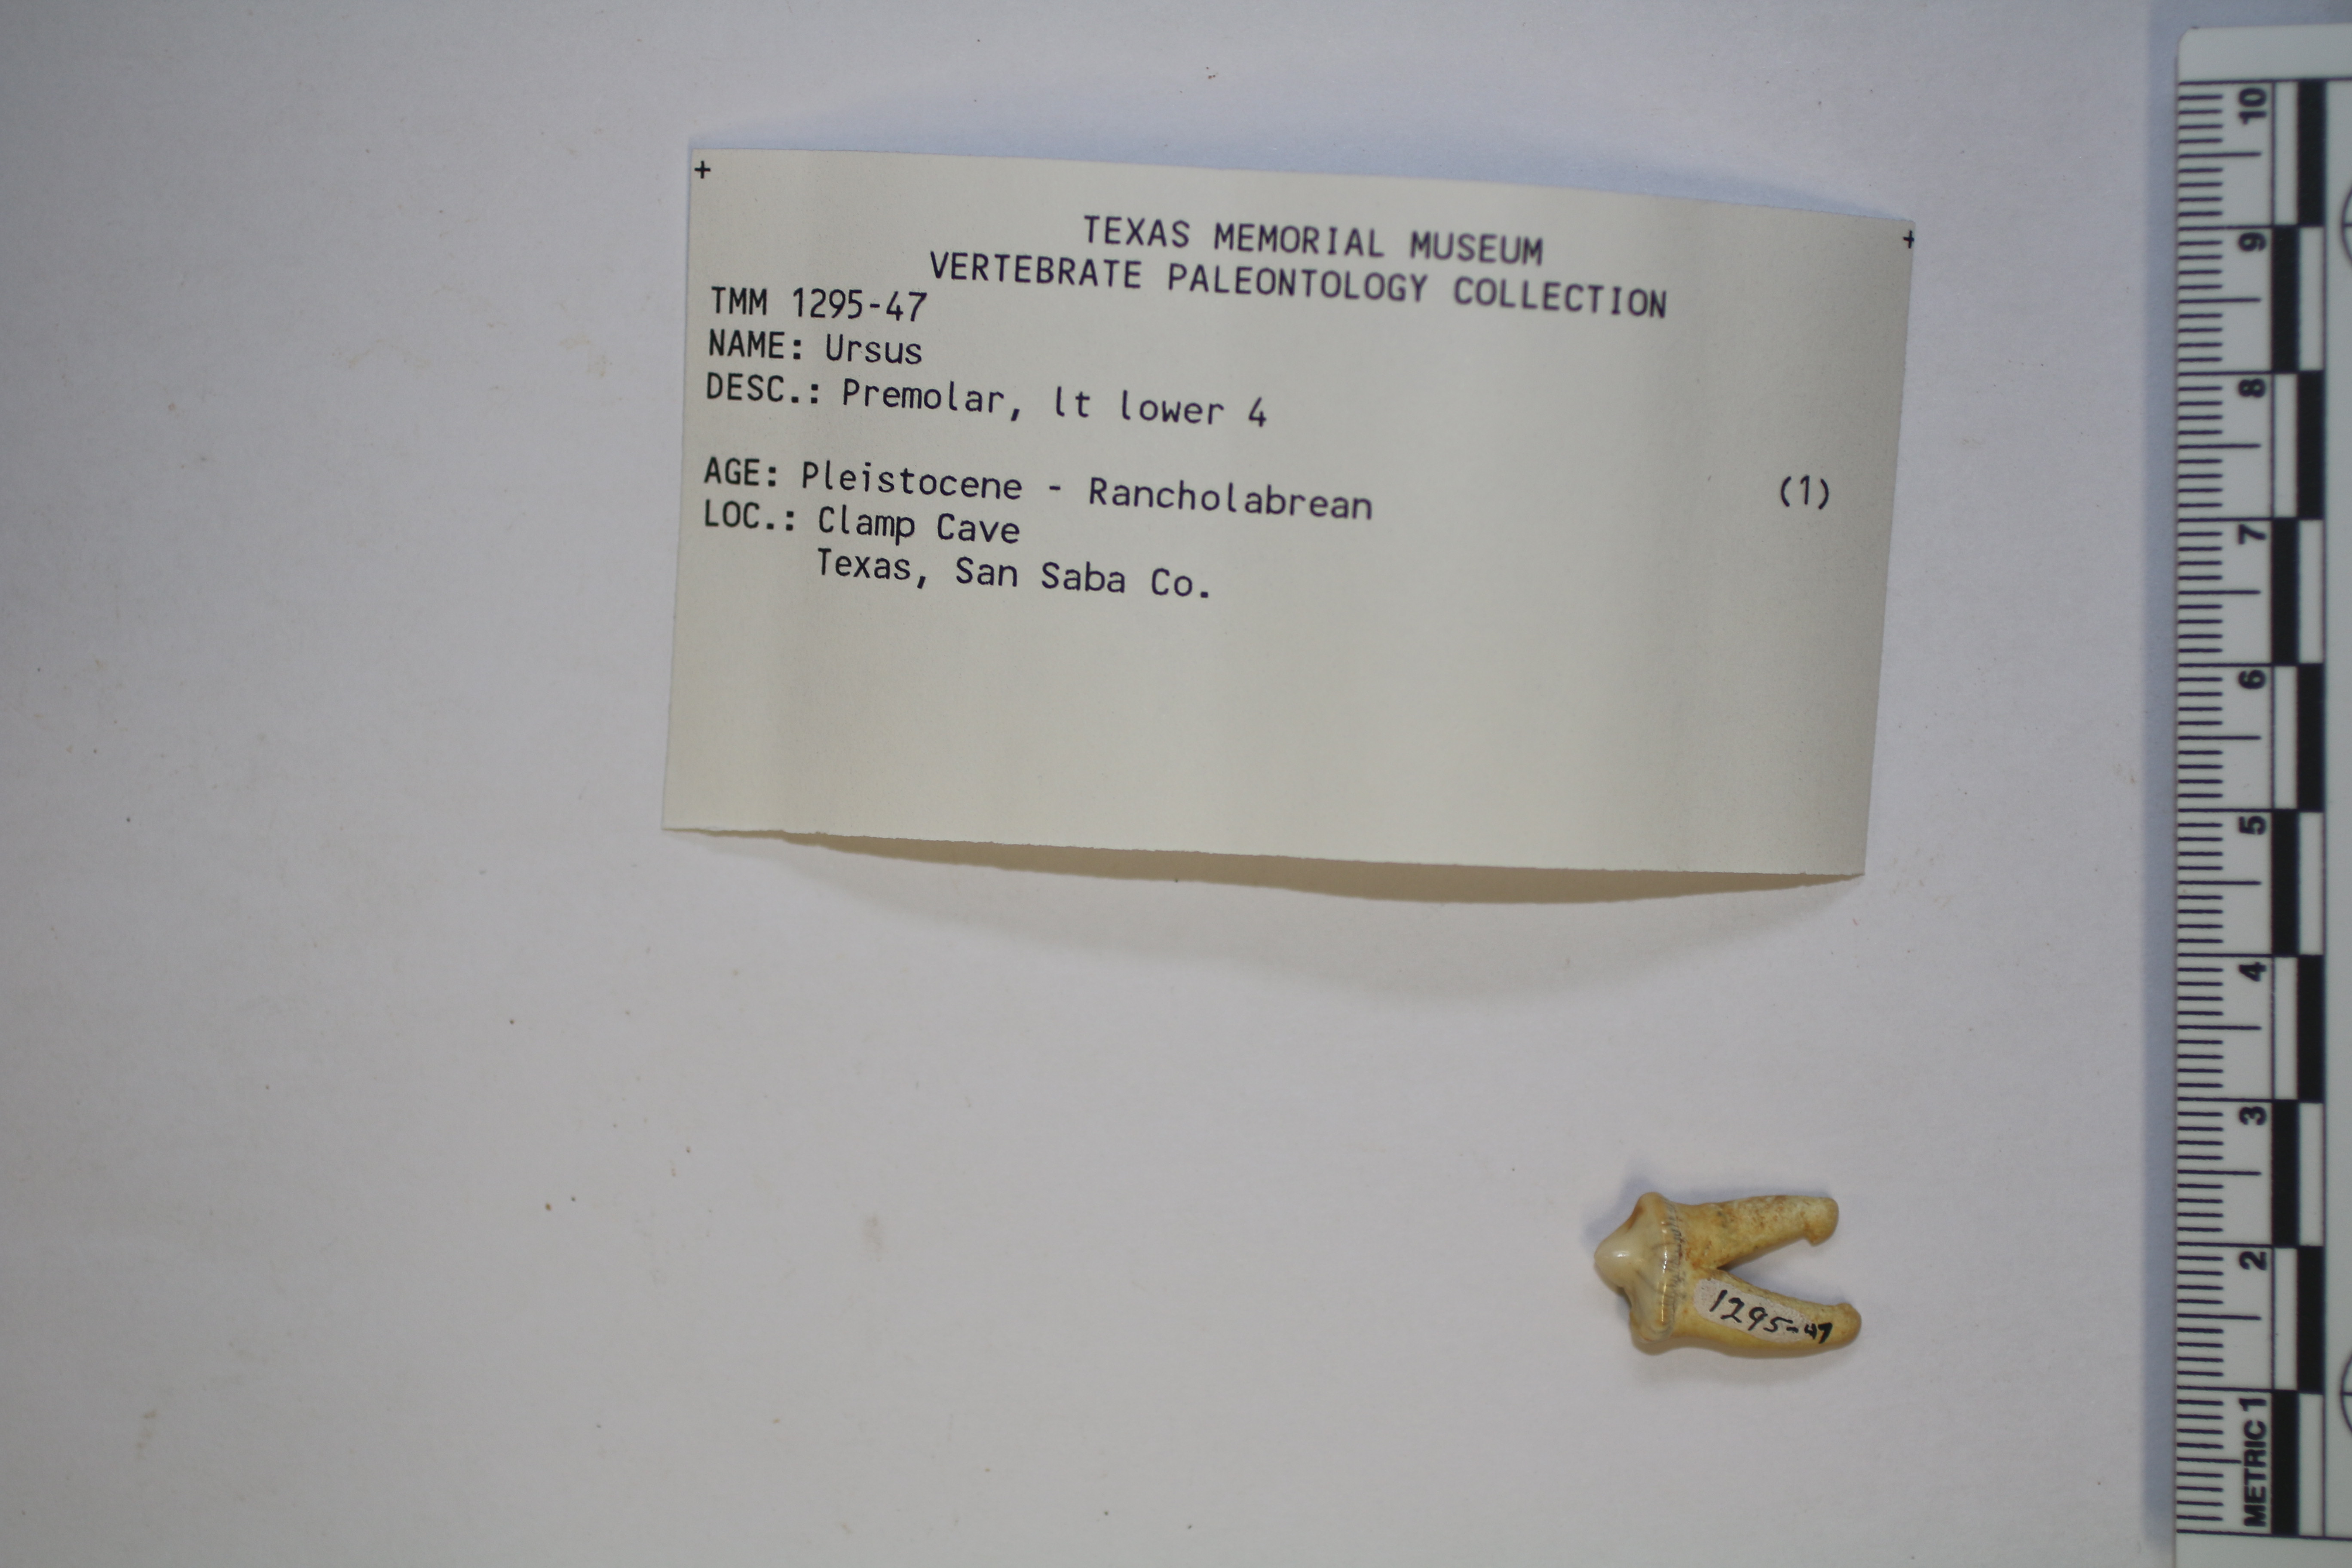 TEXAS MEMORIAL MUSEUM
VERTEBRATE PALEONTOLOGY COLLECTION
TMM 1295-47
NAME: Ursus
DESC.: Premolar, lt lower 4
AGE: Pleistocene - Rancholabrean (1)
LOC.: Clamp Cave
Texas, San Saba Co.
1295-47
METRIC 1 2 3 4 5 6 7 8 9 10